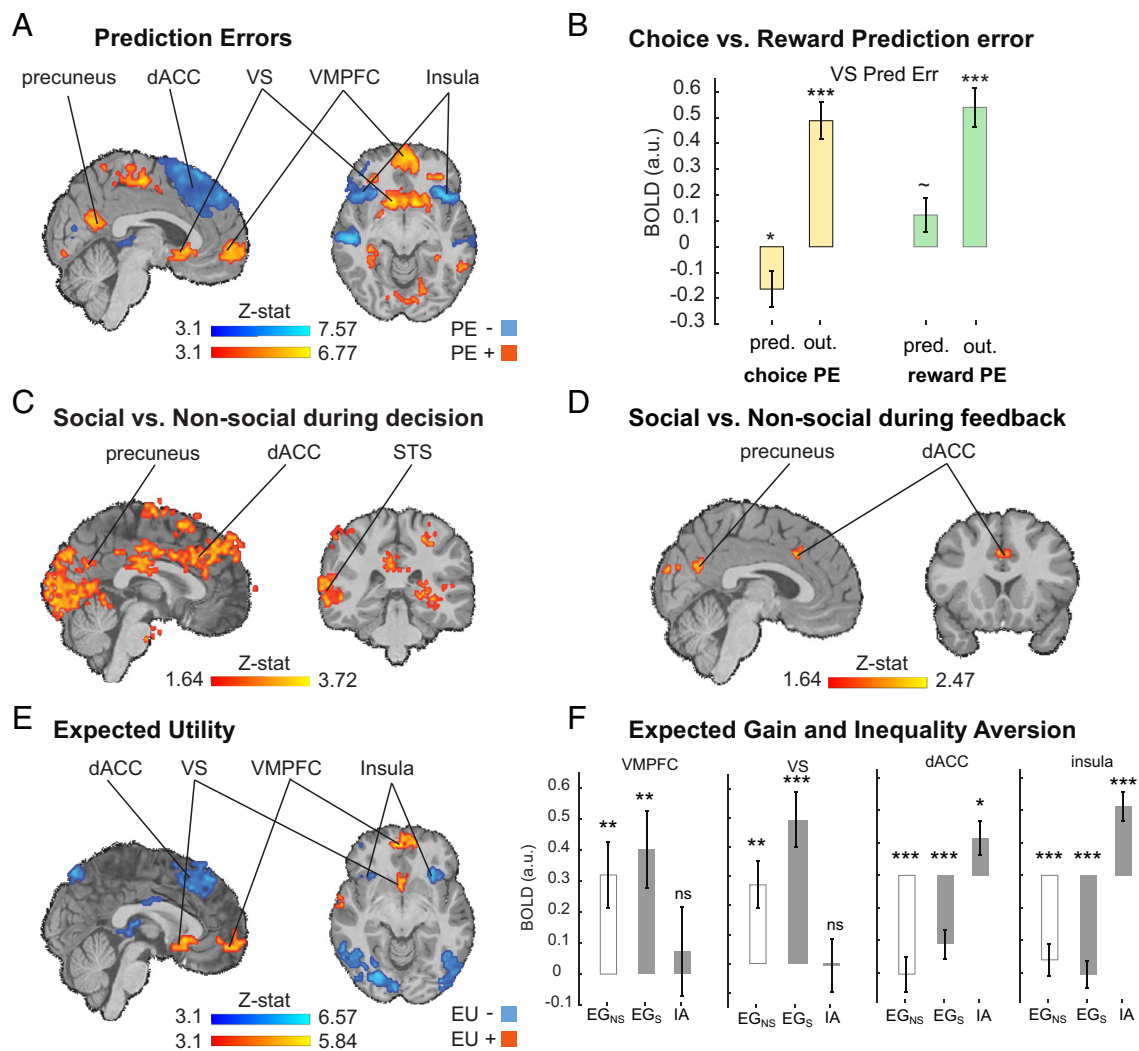 A Prediction Errors
precuneus dACC VS VMPFC Insula
Z-stat
3.1 7.57 PE -
3.1 6.77 PE +
B Choice vs. Reward Prediction error
VS Pred Err
BOLD (a.u.)
0.6
0.5
0.4
0.3
0.2
0.1
0
-0.1
-0.2
-0.3
* *** ~ ***
pred. out. pred. out.
choice PE reward PE
C Social vs. Non-social during decision
precuneus dACC STS
Z-stat
1.64 3.72
D Social vs. Non-social during feedback
precuneus dACC
Z-stat
1.64 2.47
E Expected Utility
dACC VS VMPFC Insula
Z-stat
3.1 6.57 EU -
3.1 5.84 EU +
F Expected Gain and Inequality Aversion
VMPFC VS dACC insula
BOLD (a.u.)
0.6
0.5
0.4
0.3
0.2
0.1
0
-0.1
** ** ns ** *** ns *** *** * *** *** ***
EGNS EGS IA EGNS EGS IA EGNS EGS IA EGNS EGS IA